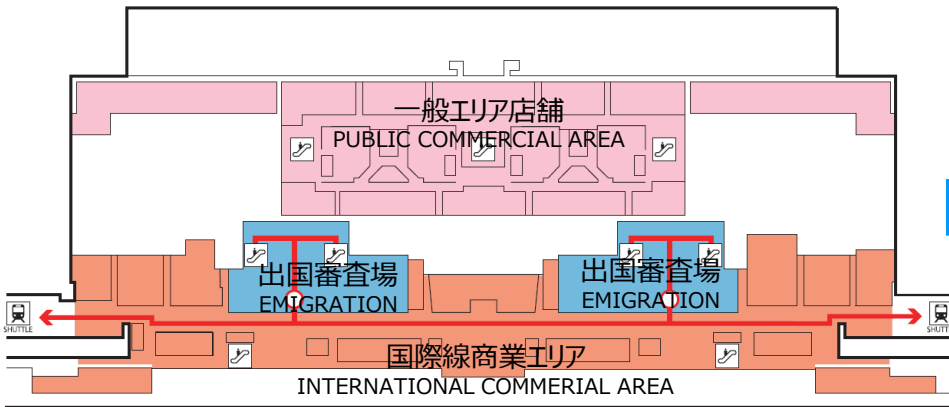 一般エリア店舗
PUBLIC COMMERCIAL AREA
出国審査場
EMIGRATION
出国審査場
EMIGRATION
SHUTTLE
SHUTT
国際線商業エリア
INTERNATIONAL COMMERIAL AREA